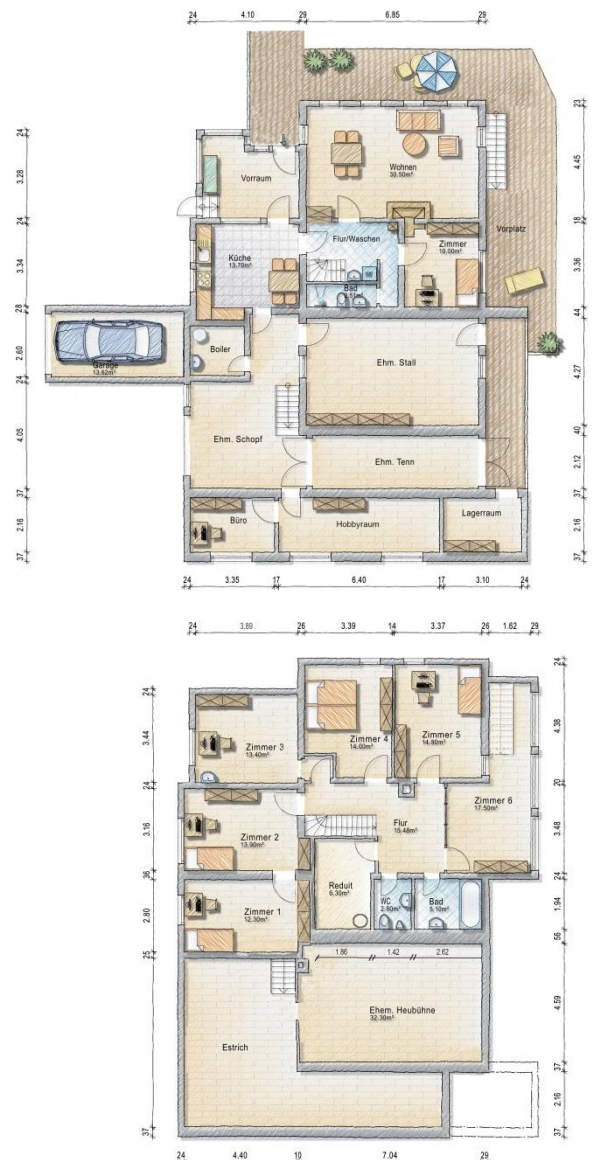 24 4.10 29 6.85 29
24
3.28
24
3.34
28
2.60
24
4.05
37
2.16
37
23
4.45
18
3.36
44
4.27
40
2.12
37
2.16
37
Wohnen
30.50m²
Vorraum
Flur/Waschen
Zimmer
10.00m²
Vorplatz
Küche
13.70m²
Bad
Garage
13.82m²
Boiler
Ehm. Stall
Ehm. Schopf
Ehm. Tenn
Büro
Hobbyraum
Lagerraum
24 3.35 17 6.40 17 3.10 24
24 3.89 26 3.39 14 3.37 26 1.62 29
24
3.44
24
3.16
36
2.80
25
37
24
4.38
20
3.48
24
1.94
56
4.59
37
2.16
37
Zimmer 3
13.40m²
Zimmer 4
14.00m²
Zimmer 5
14.80m²
Zimmer 6
17.50m²
Zimmer 2
13.90m²
Flur
15.48m²
Reduit
6.30m²
WC
2.80m²
Bad
5.10m²
Zimmer 1
12.30m²
1.86 1.42 2.62
Ehem. Heubühne
32.30m²
Estrich
24 4.40 10 7.04 29